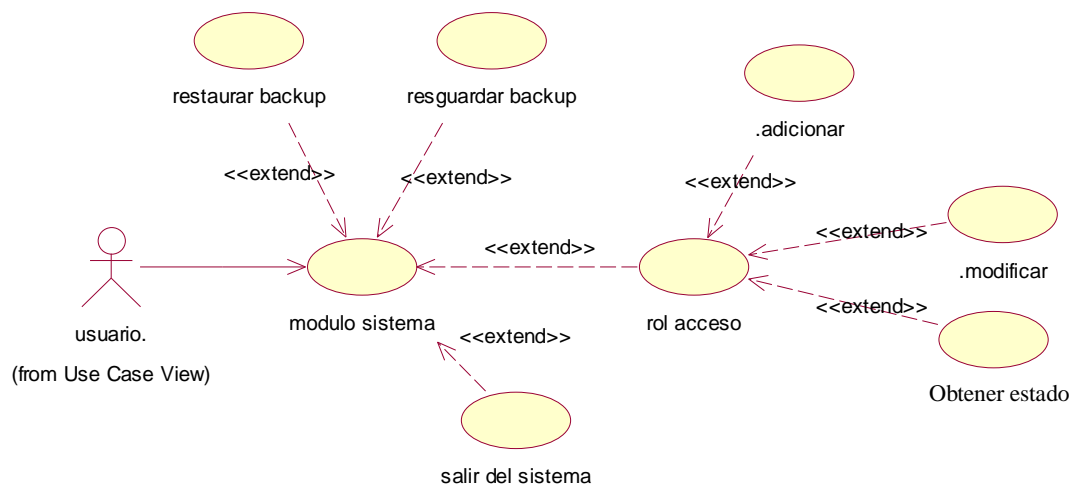 restaurar backup
resguardar backup
.adicionar
<<extend>>
<<extend>>
<<extend>>
<<extend>>
.modificar
<<extend>>
<<extend>>
modulo sistema
rol acceso
usuario.
<<extend>>
(from Use Case View)
Obtener estado
salir del sistema